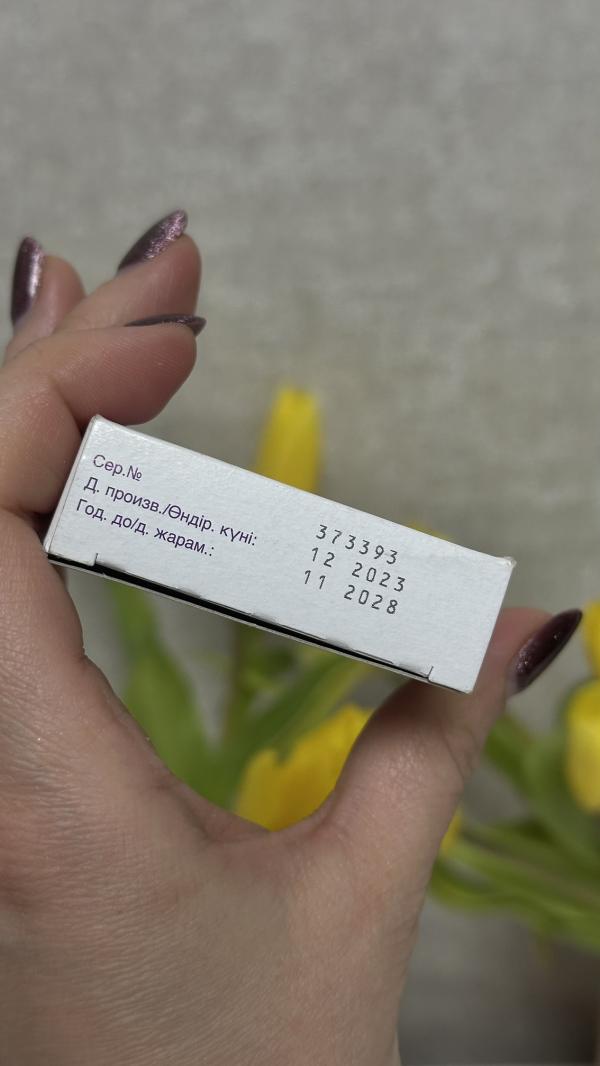 Сер.№ 373393
Д. произв./Өндір. күні: 12 2023
Год. до/д. жарам.: 11 2028